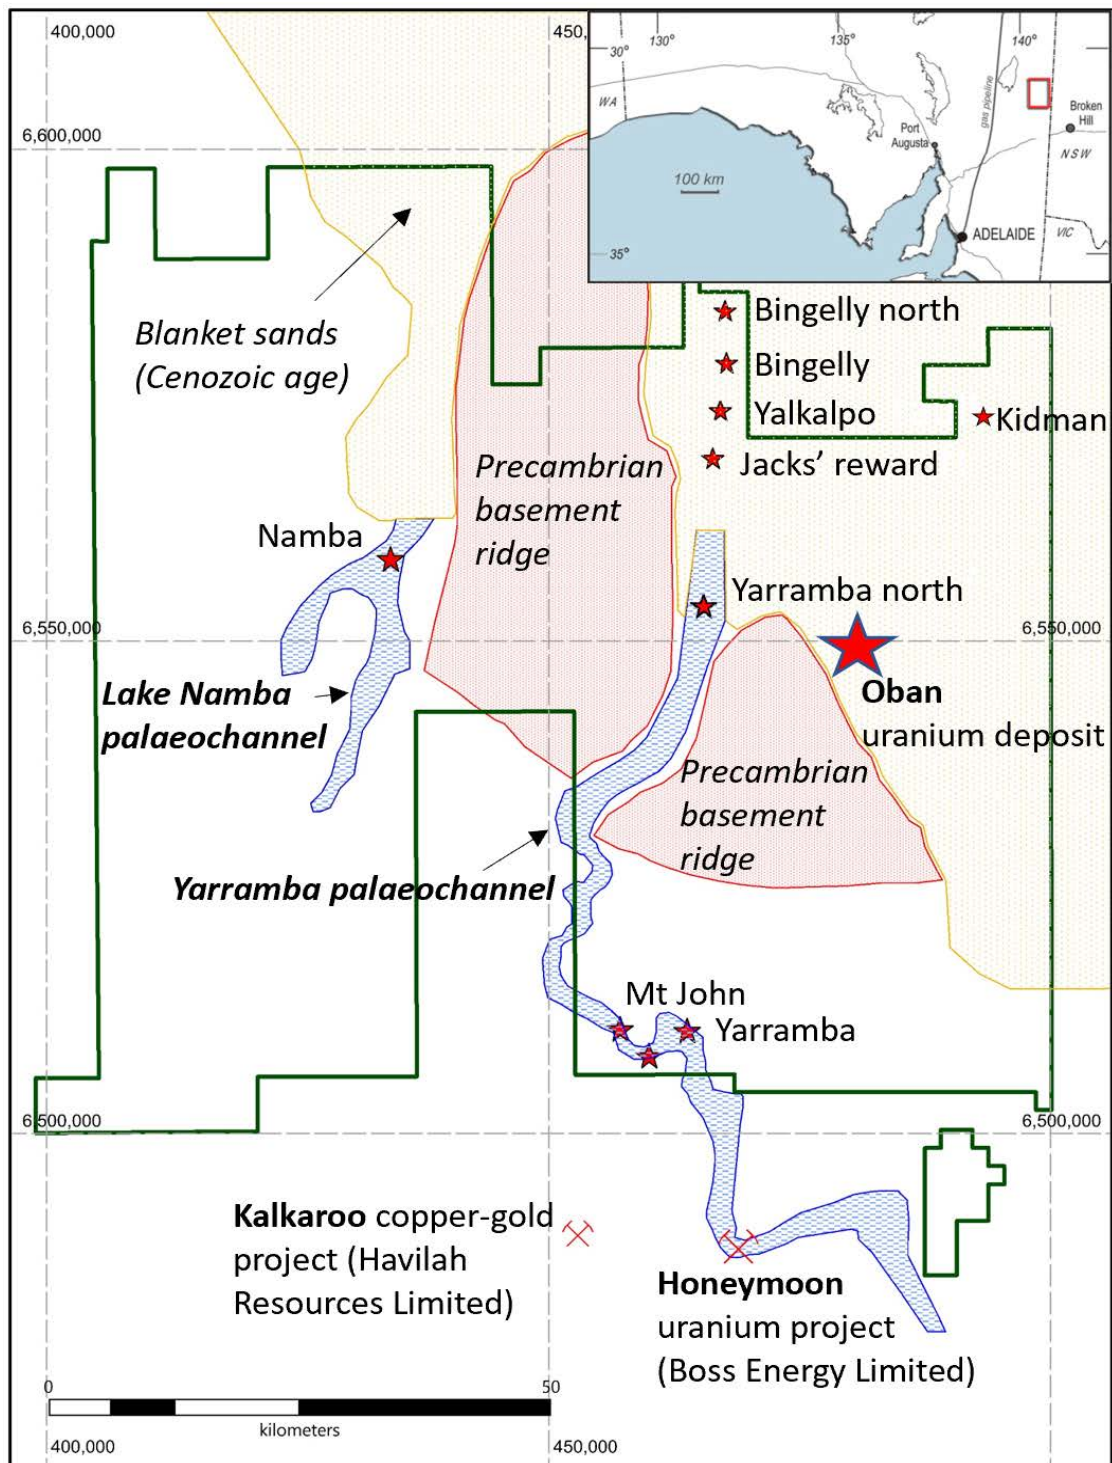 400,000
450,
130°
135°
140°
30°
WA
gas pipeline
Broken
Hill
Port
Augusta
NSW
100 km
ADELAIDE
VIC
35°
6,600,000
Blanket sands
(Cenozoic age)
Bingelly north
Bingelly
Yalkalpo
Kidman
Jacks' reward
Precambrian
basement
ridge
Namba
Yarramba north
6,550,000
6,550,000
Lake Namba
palaeochannel
Oban
uranium deposit
Precambrian
basement
ridge
Yarramba palaeochannel
Mt John
Yarramba
6,500,000
6,500,000
Kalkaroo copper-gold
project (Havilah
Resources Limited)
Honeymoon
uranium project
(Boss Energy Limited)
0
50
kilometers
400,000
450,000